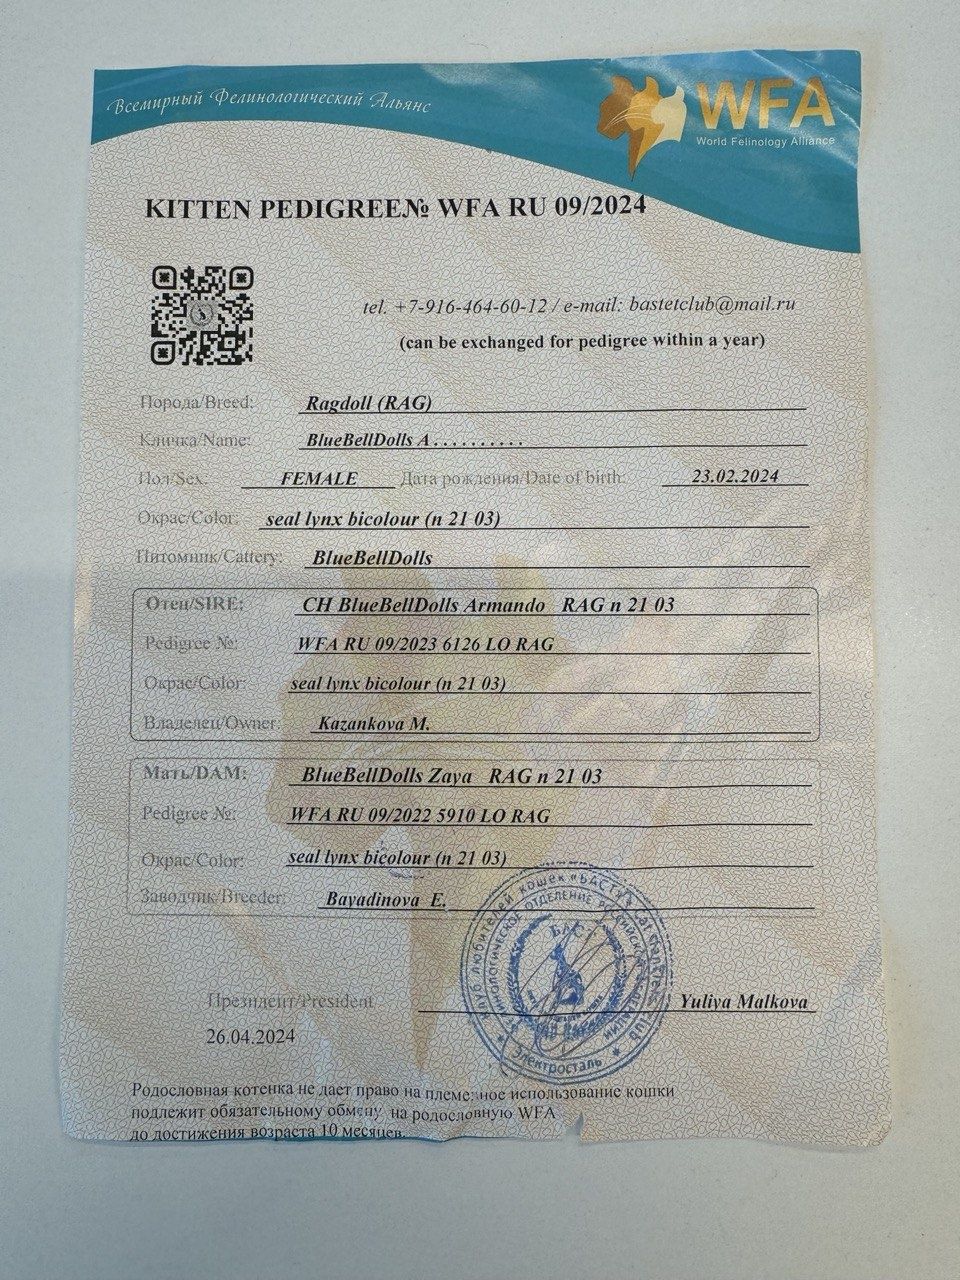 Всемирный Фелинологический Альянс
WFA
World Felinology Alliance
KITTEN PEDIGREE№ WFA RU 09/2024
tel. +7-916-464-60-12 / e-mail: bastetclub@mail.ru
(can be exchanged for pedigree within a year)
Порода/Breed: Ragdoll (RAG)
Кличка/Name: BlueBellDolls A . . . . . . . . . .
Пол/Sex: FEMALE Дата рождения/Date of birth: 23.02.2024
Окрас/Color: seal lynx bicolour (n 21 03)
Питомник/Cattery: BlueBellDolls
Отец/SIRE: CH BlueBellDolls Armando RAG n 21 03
Pedigree №: WFA RU 09/2023 6126 LO RAG
Окрас/Color: seal lynx bicolour (n 21 03)
Владелец/Owner: Kazankova M.
Мать/DAM: BlueBellDolls Zaya RAG n 21 03
Pedigree №: WFA RU 09/2022 5910 LO RAG
Окрас/Color: seal lynx bicolour (n 21 03)
Заводчик/Breeder: Bayadinova E.
любителей кошек
ОТДЕЛЕНИЕ
Электросталь
Президент/President Yuliya Malkova
26.04.2024
Родословная котенка не дает право на племенное использование кошки
подлежит обязательному обмену на родословную WFA
до достижения возраста 10 месяцев.